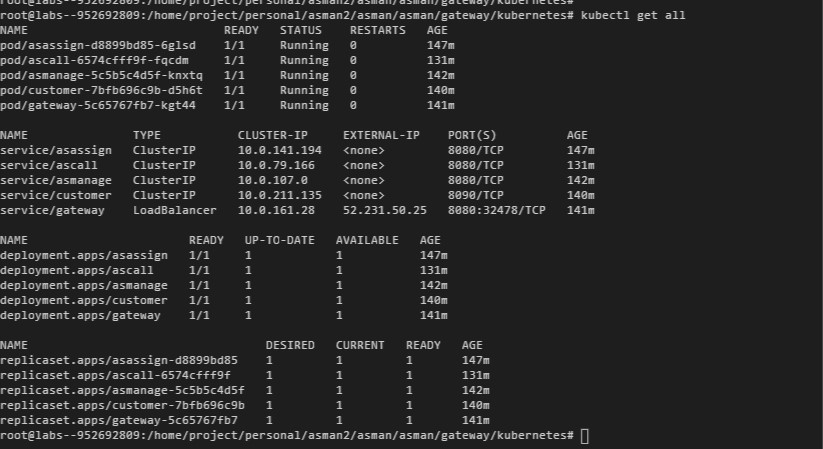 root@labs--952692809:/home/project/personal/asman2/asman/asman/gateway/kubernetes#
root@labs--952692809:/home/project/personal/asman2/asman/asman/gateway/kubernetes# kubectl get all
NAME READY STATUS RESTARTS AGE
pod/asassign-d8899bd85-6glsd 1/1 Running 0 147m
pod/ascall-6574cfff9f-fqcdm 1/1 Running 0 131m
pod/asmanage-5c5b5c4d5f-knxtq 1/1 Running 0 142m
pod/customer-7bfb696c9b-d5h6t 1/1 Running 0 140m
pod/gateway-5c65767fb7-kgt44 1/1 Running 0 141m
NAME TYPE CLUSTER-IP EXTERNAL-IP PORT(S) AGE
service/asassign ClusterIP 10.0.141.194 <none> 8080/TCP 147m
service/ascall ClusterIP 10.0.79.166 <none> 8080/TCP 131m
service/asmanage ClusterIP 10.0.107.0 <none> 8080/TCP 142m
service/customer ClusterIP 10.0.211.135 <none> 8090/TCP 140m
service/gateway LoadBalancer 10.0.161.28 52.231.50.25 8080:32478/TCP 141m
NAME READY UP-TO-DATE AVAILABLE AGE
deployment.apps/asassign 1/1 1 1 147m
deployment.apps/ascall 1/1 1 1 131m
deployment.apps/asmanage 1/1 1 1 142m
deployment.apps/customer 1/1 1 1 140m
deployment.apps/gateway 1/1 1 1 141m
NAME DESIRED CURRENT READY AGE
replicaset.apps/asassign-d8899bd85 1 1 1 147m
replicaset.apps/ascall-6574cfff9f 1 1 1 131m
replicaset.apps/asmanage-5c5b5c4d5f 1 1 1 142m
replicaset.apps/customer-7bfb696c9b 1 1 1 140m
replicaset.apps/gateway-5c65767fb7 1 1 1 141m
root@labs--952692809:/home/project/personal/asman2/asman/asman/gateway/kubernetes#